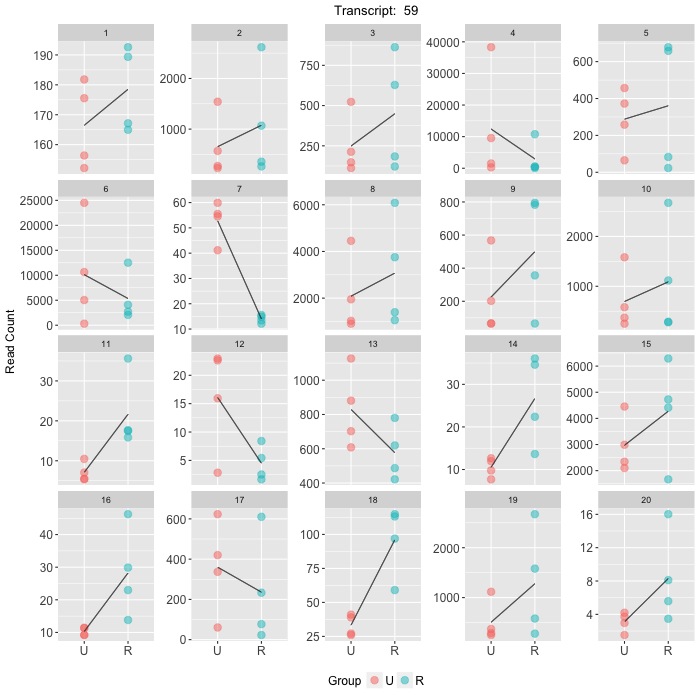 Transcript:  59
1 2 3 4 5
190 180 170 160
2000 1000
750 500 250
40000 30000 20000 10000 0
600 400 200 0
6 7 8 9 10
25000 20000 15000 10000 5000 0
60 50 40 30 20 10
6000 4000 2000
800 600 400 200
2000 1000
Read Count
11 12 13 14 15
30 20 10
20 15 10 5
1000 800 600 400
30 20 10
6000 5000 4000 3000 2000
16 17 18 19 20
40 30 20 10
600 400 200 0
100 75 50 25
2000 1000
16 12 8 4
U R U R U R U R U R
Group U R